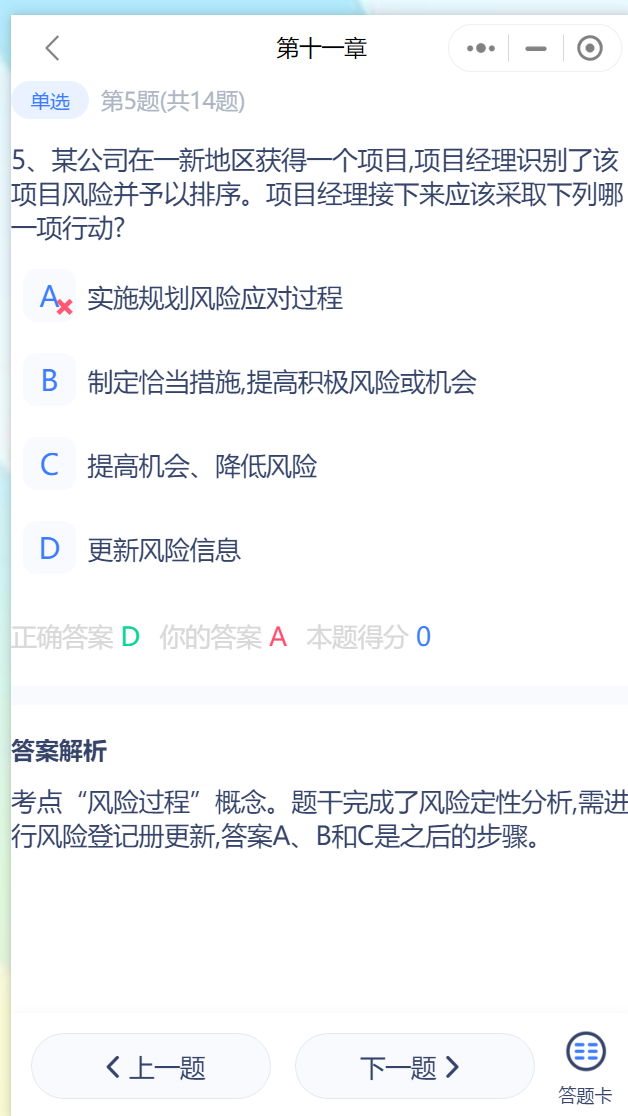 第十一章
单选 第5题(共14题)
5、某公司在一新地区获得一个项目,项目经理识别了该
项目风险并予以排序。项目经理接下来应该采取下列哪
一项行动?
A 实施规划风险应对过程
B 制定恰当措施,提高积极风险或机会
C 提高机会、降低风险
D 更新风险信息
正确答案 D 你的答案 A 本题得分 0
答案解析
考点“风险过程”概念。题干完成了风险定性分析,需进
行风险登记册更新,答案A、B和C是之后的步骤。
上一题 下一题
答题卡